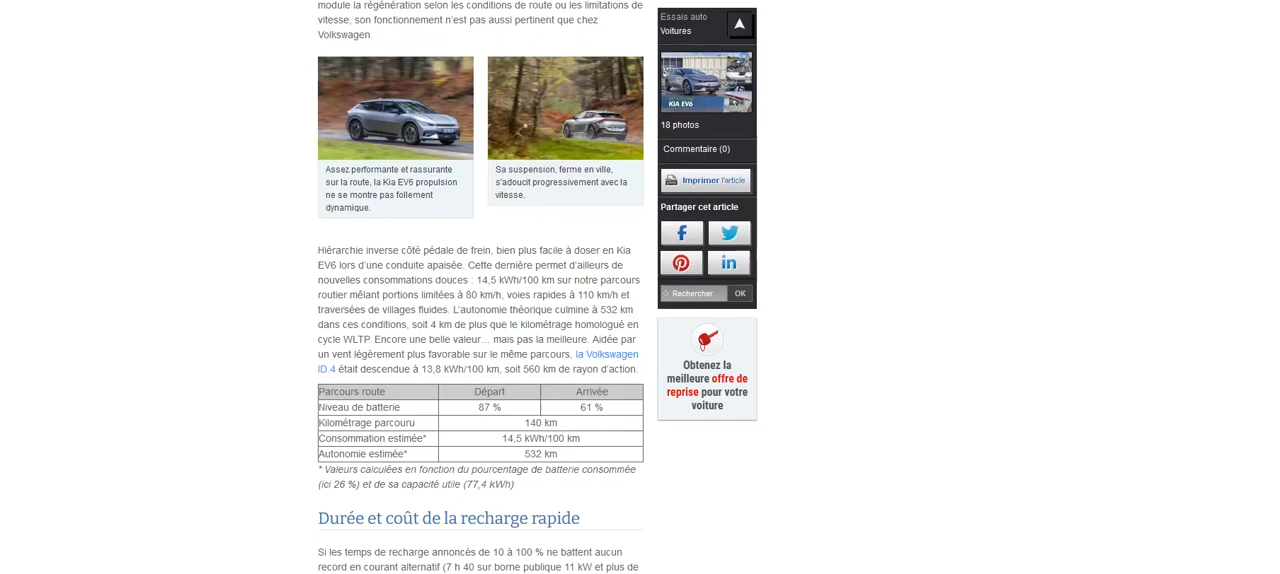 module la régénération selon les conditions de route ou les limitations de
vitesse, son fonctionnement n'est pas aussi pertinent que chez
Volkswagen.
Assez performante et rassurante
sur la route, la Kia EV6 propulsion
ne se montre pas follement
dynamique.
Sa suspension, ferme en ville,
s'adoucit progressivement avec la
vitesse.
Hiérarchie inverse côté pédale de frein, bien plus facile à doser en Kia
EV6 lors d'une conduite apaisée. Cette dernière permet d'ailleurs de
nouvelles consommations douces : 14,5 kWh/100 km sur notre parcours
routier mêlant portions limitées à 80 km/h, voies rapides à 110 km/h et
traversées de villages fluides. L'autonomie théorique culmine à 532 km
dans ces conditions, soit 4 km de plus que le kilométrage homologué en
cycle WLTP. Encore une belle valeur… mais pas la meilleure. Aidée par
un vent légèrement plus favorable sur le même parcours, la Volkswagen
ID.4 était descendue à 13,8 kWh/100 km, soit 560 km de rayon d'action.
Parcours route Départ Arrivée
Niveau de batterie 87 % 61 %
Kilométrage parcouru 140 km
Consommation estimée* 14,5 kWh/100 km
Autonomie estimée* 532 km
* Valeurs calculées en fonction du pourcentage de batterie consommée
(ici 26 %) et de sa capacité utile (77,4 kWh)
Durée et coût de la recharge rapide
Si les temps de recharge annoncés de 10 à 100 % ne battent aucun
record en courant alternatif (7 h 40 sur borne publique 11 kW et plus de
Essais auto
Voitures
KIA EV6
18 photos
Commentaire (0)
Imprimer l'article
Partager cet article
Rechercher OK
Obtenez la
meilleure offre de
reprise pour votre
voiture